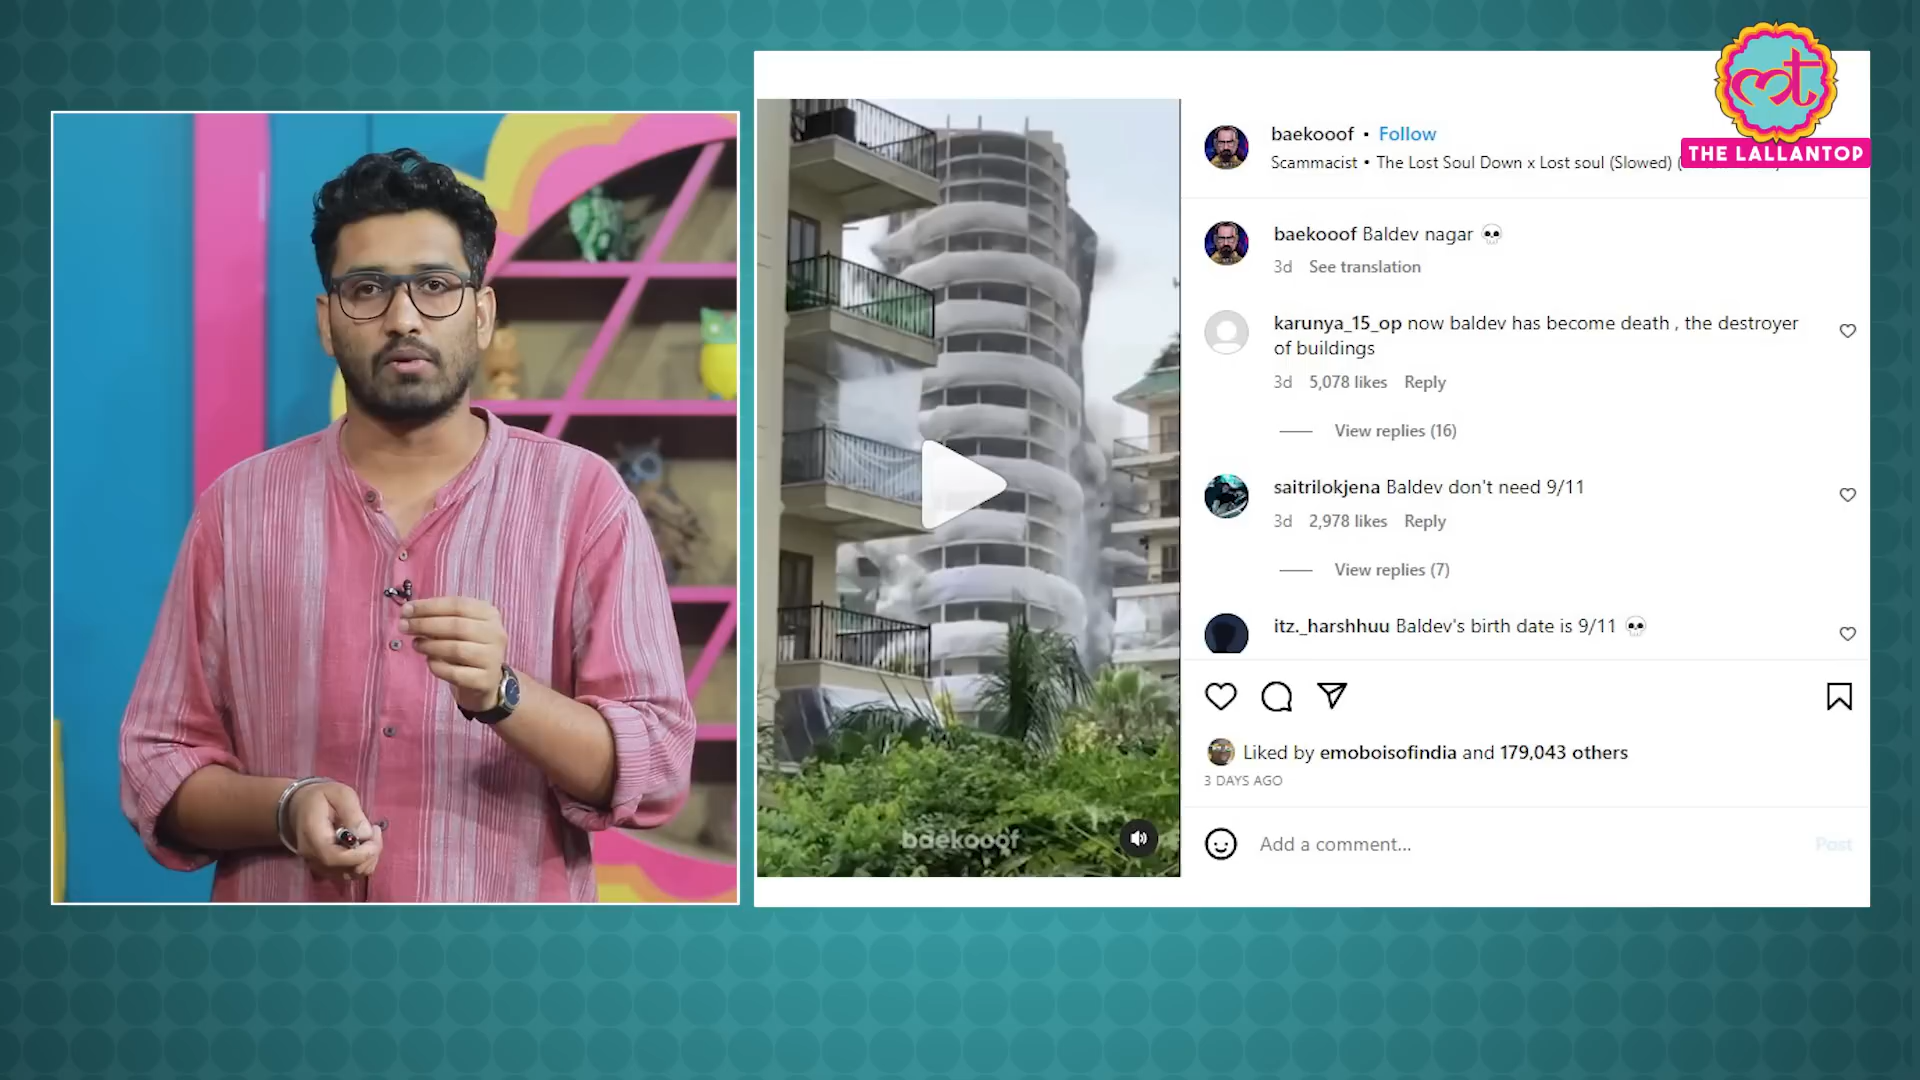 THE LALLANTOP
baekooof • Follow
Scammacist • The Lost Soul Down x Lost soul (Slowed) (
baekooof Baldev nagar 💀
3d See translation
karunya_15_op now baldev has become death , the destroyer
of buildings
3d 5,078 likes Reply
View replies (16)
saitrilokjena Baldev don't need 9/11
3d 2,978 likes Reply
View replies (7)
itz._harshhuu Baldev's birth date is 9/11 💀
Liked by emoboisofindia and 179,043 others
3 DAYS AGO
Add a comment...
Post
baekooof